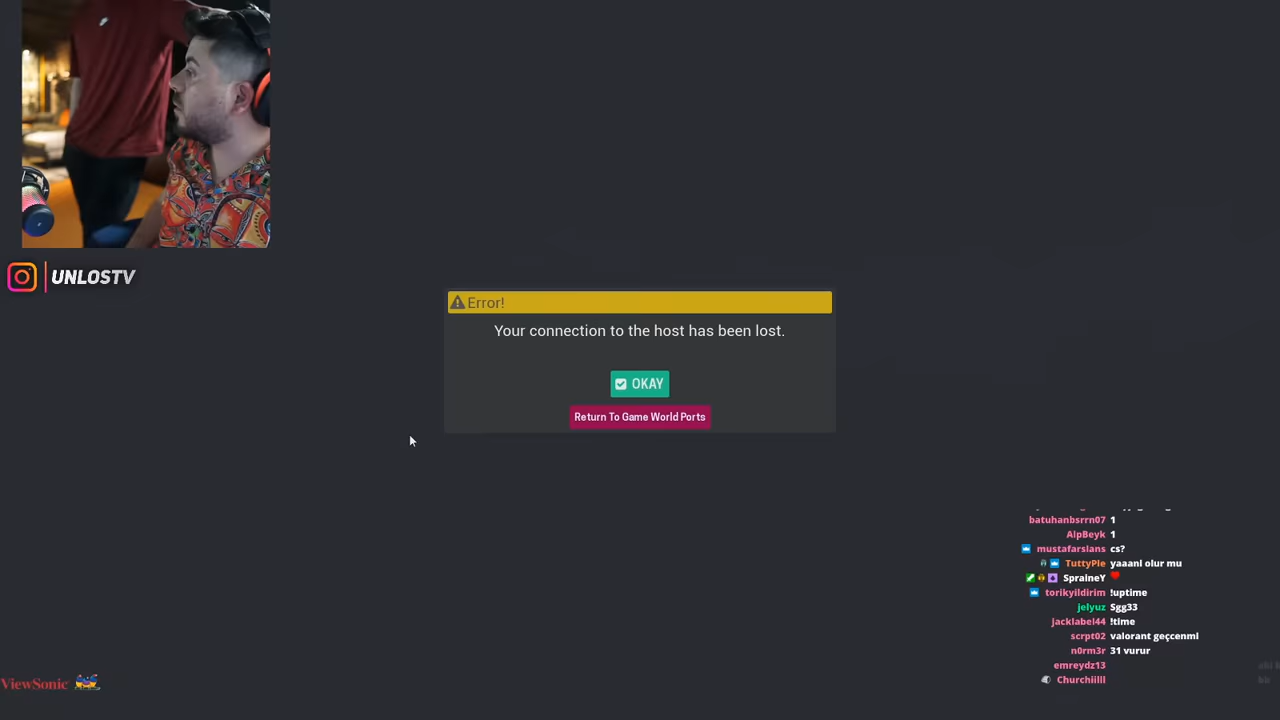 UNLOSTV
Error!
Your connection to the host has been lost.
OKAY
Return To Game World Ports
batuhanbsrrn07 1
AlpBeyk 1
mustafarslans cs?
TuttyPie yaaanl olur mu
SpraineY
torikyildirim !uptime
jelyuz Sgg33
jacklabel44 !time
scrpt02 valorant geçcenmi
n0rm3r 31 vurur
emreydz13
Churchiilll
ViewSonic